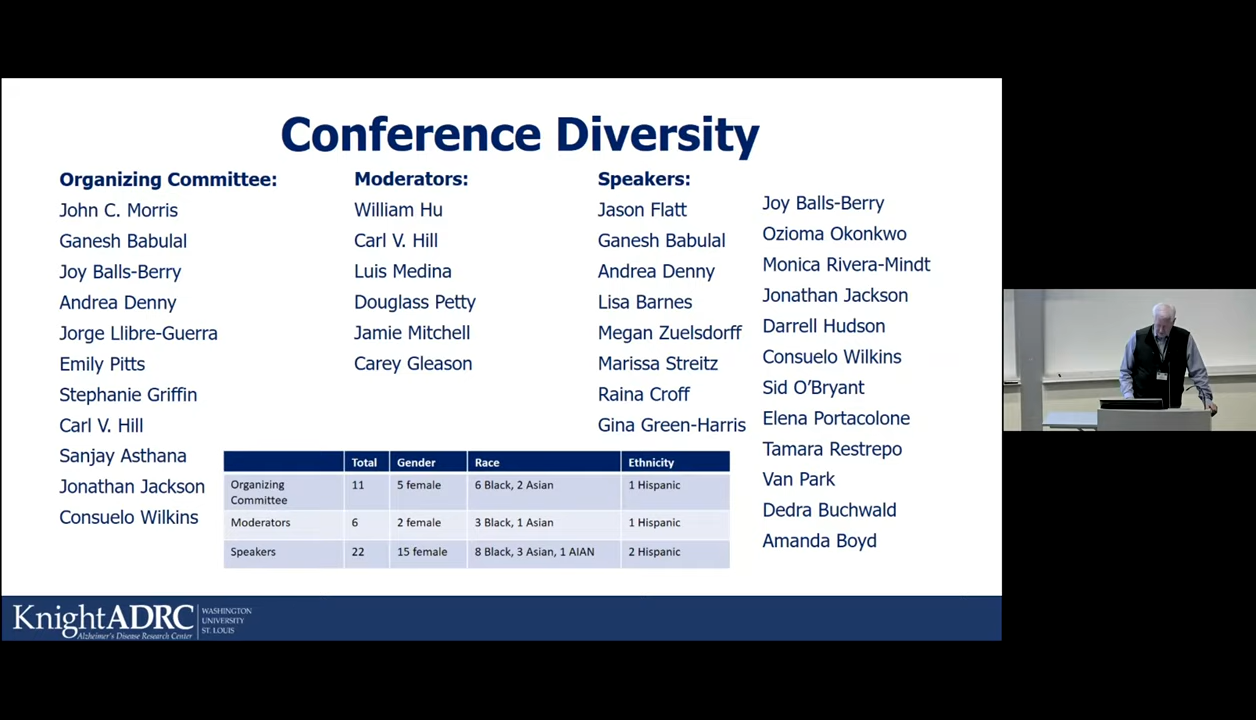 Conference Diversity
Organizing Committee:
John C. Morris
Ganesh Babulal
Joy Balls-Berry
Andrea Denny
Jorge Llibre-Guerra
Emily Pitts
Stephanie Griffin
Carl V. Hill
Sanjay Asthana
Jonathan Jackson
Consuelo Wilkins
Moderators:
William Hu
Carl V. Hill
Luis Medina
Douglass Petty
Jamie Mitchell
Carey Gleason
Speakers:
Jason Flatt
Ganesh Babulal
Andrea Denny
Lisa Barnes
Megan Zuelsdorff
Marissa Streitz
Raina Croff
Gina Green-Harris
Joy Balls-Berry
Ozioma Okonkwo
Monica Rivera-Mindt
Jonathan Jackson
Darrell Hudson
Consuelo Wilkins
Sid O'Bryant
Elena Portacolone
Tamara Restrepo
Van Park
Dedra Buchwald
Amanda Boyd
Total Gender Race Ethnicity
Organizing Committee 11 5 female 6 Black, 2 Asian 1 Hispanic
Moderators 6 2 female 3 Black, 1 Asian 1 Hispanic
Speakers 22 15 female 8 Black, 3 Asian, 1 AIAN 2 Hispanic
KnightADRC
Alzheimer's Disease Research Center
WASHINGTON
UNIVERSITY
ST. LOUIS